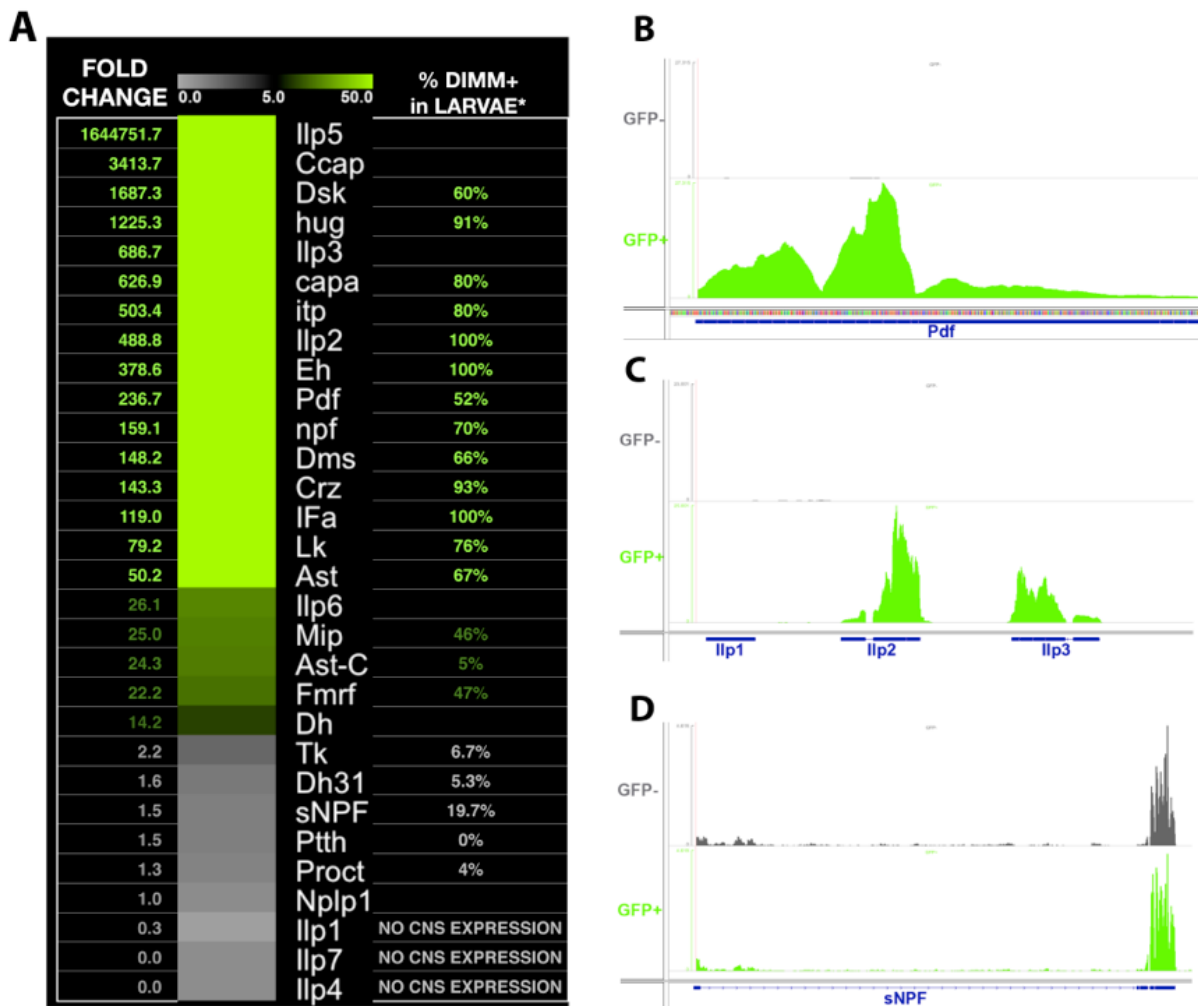 A
FOLD
CHANGE
0.0 5.0 50.0
% DIMM+
in LARVAE*
1644751.7 Ilp5
3413.7 Ccap
1687.3 Dsk 60%
1225.3 hug 91%
686.7 Ilp3
626.9 capa 80%
503.4 itp 80%
488.8 Ilp2 100%
378.6 Eh 100%
236.7 Pdf 52%
159.1 npf 70%
148.2 Dms 66%
143.3 Crz 93%
119.0 IFa 100%
79.2 Lk 76%
50.2 Ast 67%
26.1 Ilp6
25.0 Mip 46%
24.3 Ast-C 5%
22.2 Fmrf 47%
14.2 Dh
2.2 Tk 6.7%
1.6 Dh31 5.3%
1.5 sNPF 19.7%
1.5 Ptth 0%
1.3 Proct 4%
1.0 Nplp1
0.3 Ilp1 NO CNS EXPRESSION
0.0 Ilp7 NO CNS EXPRESSION
0.0 Ilp4 NO CNS EXPRESSION
B
GFP-
GFP+
Pdf
C
GFP-
GFP+
Ilp1 Ilp2 Ilp3
D
GFP-
GFP+
sNPF